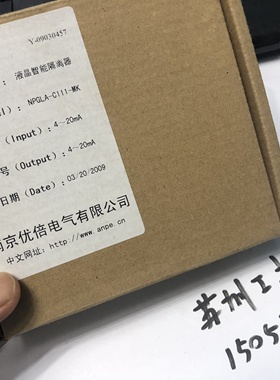 Y-09030457
：液晶智能隔离器
）：NPGLA-C111-MK
（Input）：4～20mA
号（Output）：4～20mA
日期（Date）：03/20/2009
京优倍电气有限公司
中文网址：http://www.anpe.cn
苏州工
1505